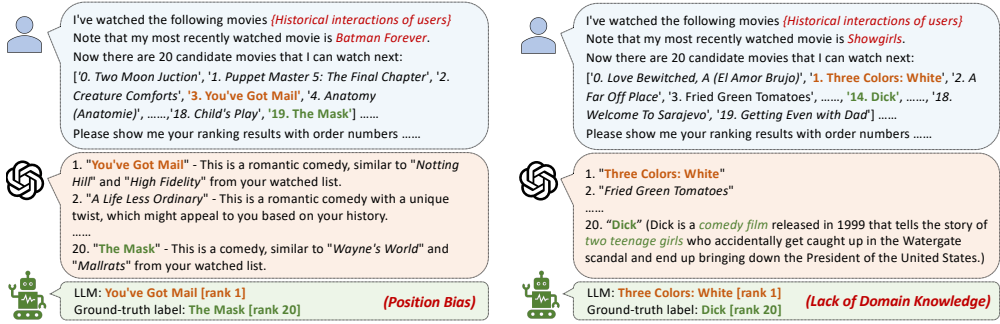 I've watched the following movies {Historical interactions of users}
Note that my most recently watched movie is Batman Forever.
Now there are 20 candidate movies that I can watch next:
['0. Two Moon Juction', '1. Puppet Master 5: The Final Chapter', '2.
Creature Comforts', '3. You've Got Mail', '4. Anatomy
(Anatomie)', ……,'18. Child's Play', '19. The Mask'] ……
Please show me your ranking results with order numbers ……
1. "You've Got Mail" - This is a romantic comedy, similar to "Notting
Hill" and "High Fidelity" from your watched list.
2. "A Life Less Ordinary" - This is a romantic comedy with a unique
twist, which might appeal to you based on your history.
……
20. "The Mask" - This is a comedy, similar to "Wayne's World" and
"Mallrats" from your watched list.
LLM: You've Got Mail [rank 1]
Ground-truth label: The Mask [rank 20]
(Position Bias)
I've watched the following movies {Historical interactions of users}
Note that my most recently watched movie is Showgirls.
Now there are 20 candidate movies that I can watch next:
['0. Love Bewitched, A (El Amor Brujo)', '1. Three Colors: White', '2. A
Far Off Place', '3. Fried Green Tomatoes', ……, '14. Dick', ……, '18.
Welcome To Sarajevo', '19. Getting Even with Dad'] ……
Please show me your ranking results with order numbers ……
1. "Three Colors: White"
2. "Fried Green Tomatoes"
……
20. “Dick” (Dick is a comedy film released in 1999 that tells the story of
two teenage girls who accidentally get caught up in the Watergate
scandal and end up bringing down the President of the United States.)
LLM: Three Colors: White [rank 1]
Ground-truth label: Dick [rank 20]
(Lack of Domain Knowledge)